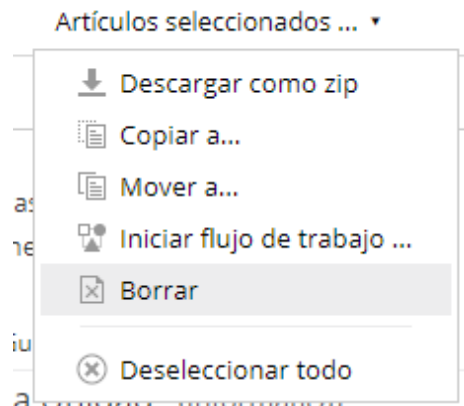 Artículos seleccionados ...
Descargar como zip
Copiar a...
Mover a...
Iniciar flujo de trabajo ...
Borrar
Deseleccionar todo